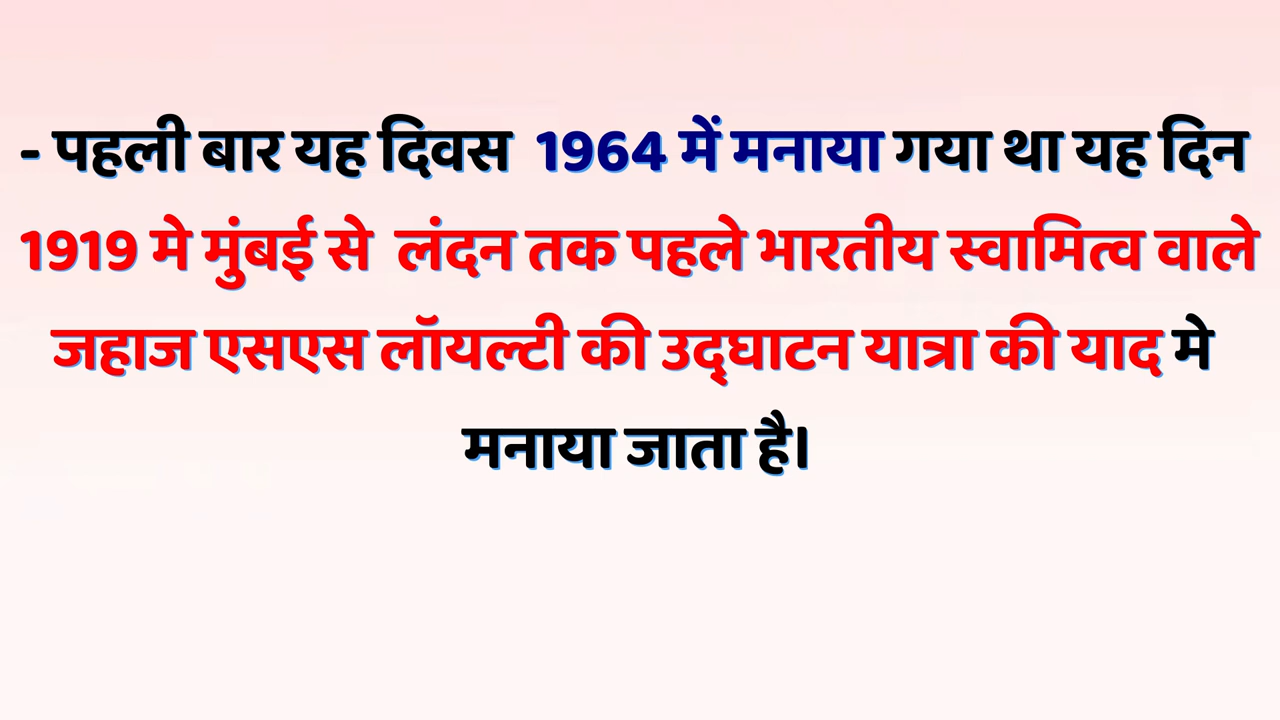 - पहली बार यह दिवस 1964 में मनाया गया था यह दिन
1919 मे मुंबई से लंदन तक पहले भारतीय स्वामित्व वाले
जहाज एसएस लॉयल्टी की उद्घाटन यात्रा की याद मे
मनाया जाता है।